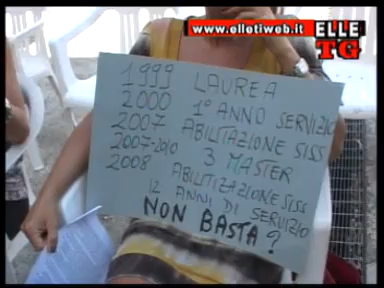 www.elletiweb.it ELLE
TG
1999 LAUREA
2000 1° ANNO SERVIZIO
2007 ABILITAZIONE SISS
2007-2010 3 MASTER
2008 ABILITIZAZIONE SISS
12 ANNI DI SERVIZIO
NON BASTA?